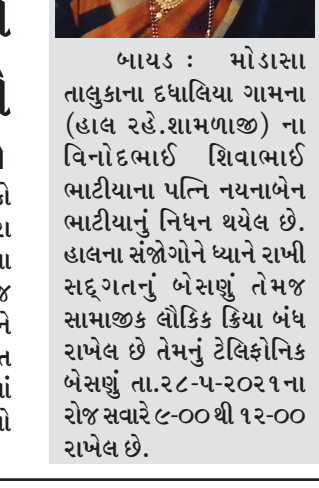 બાયડ : મોડાસા
તાલુકાના દધાલિયા ગામના
(હાલ રહે.શામળાજી) ના
વિનોદભાઈ શિવાભાઈ
ભાટીયાના પત્નિ નયનાબેન
ભાટીયાનું નિધન થયેલ છે.
હાલના સંજોગોને ધ્યાને રાખી
સદ્‌ગતનું બેસણું તેમજ
સામાજીક લૌકિક ક્રિયા બંધ
રાખેલ છે તેમનું ટેલિફોનિક
બેસણું તા.૨૮-૫-૨૦૨૧ના
રોજ સવારે ૯-૦૦ થી ૧૨-૦૦
રાખેલ છે.